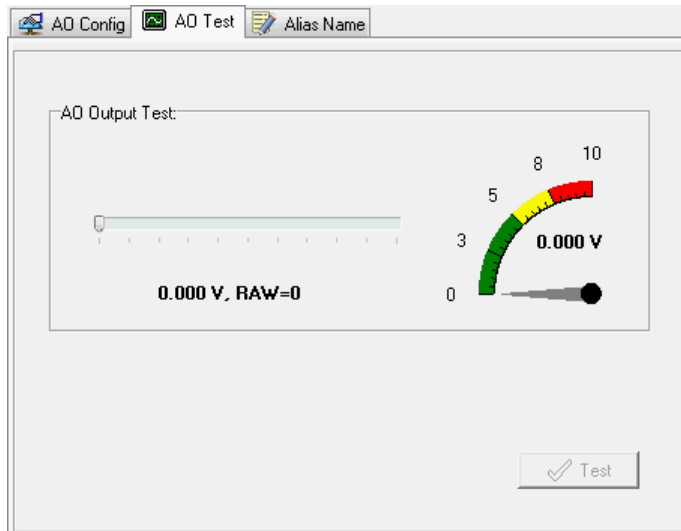 AO Config AO Test Alias Name
AO Output Test:
10
8
5
3
0.000 V
0
0.000 V, RAW=0
Test